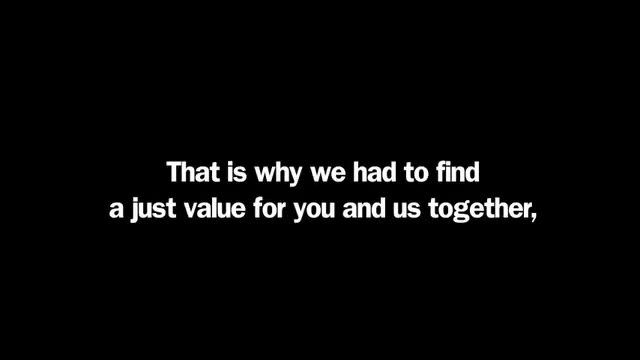 That is why we had to find
a just value for you and us together,